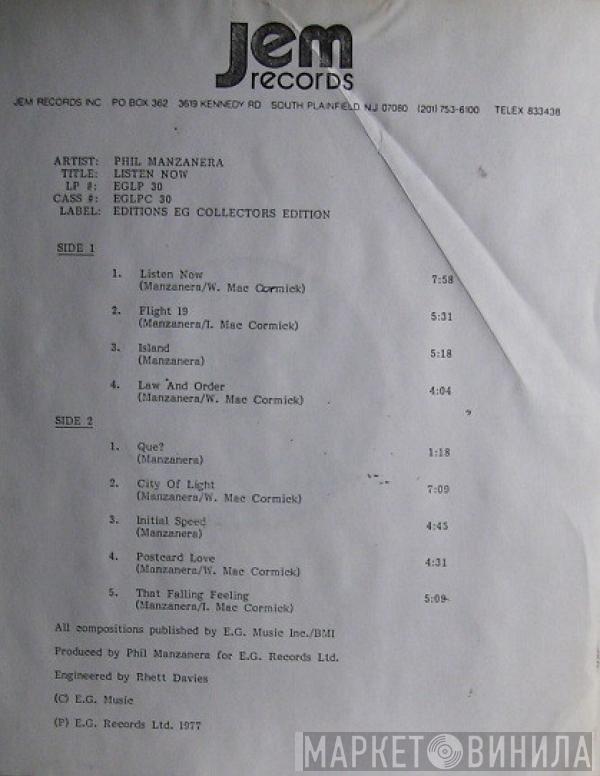 jem
records
JEM RECORDS INC PO BOX 362 3619 KENNEDY RD SOUTH PLAINFIELD NJ 07080 (201) 753-6100 TELEX 833438
ARTIST: PHIL MANZANERA
TITLE: LISTEN NOW
LP #: EGLP 30
CASS #: EGLPC 30
LABEL: EDITIONS EG COLLECTORS EDITION
SIDE 1
1. Listen Now 7:58
(Manzanera/W. Mac Cormick)
2. Flight 19 5:31
(Manzanera/I. Mac Cormick)
3. Island 5:18
(Manzanera)
4. Law And Order 4:04
(Manzanera/W. Mac Cormick)
SIDE 2
1. Que? 1:18
(Manzanera)
2. City Of Light 7:09
(Manzanera/W. Mac Cormick)
3. Initial Speed 4:45
(Manzanera)
4. Postcard Love 4:31
(Manzanera/W. Mac Cormick)
5. That Falling Feeling 5:09
(Manzanera/I. Mac Cormick)
All compositions published by E.G. Music Inc./BMI
Produced by Phil Manzanera for E.G. Records Ltd.
Engineered by Rhett Davies
(C) E.G. Music
(P) E.G. Records Ltd. 1977
МАРКЕТ ВИНИЛА